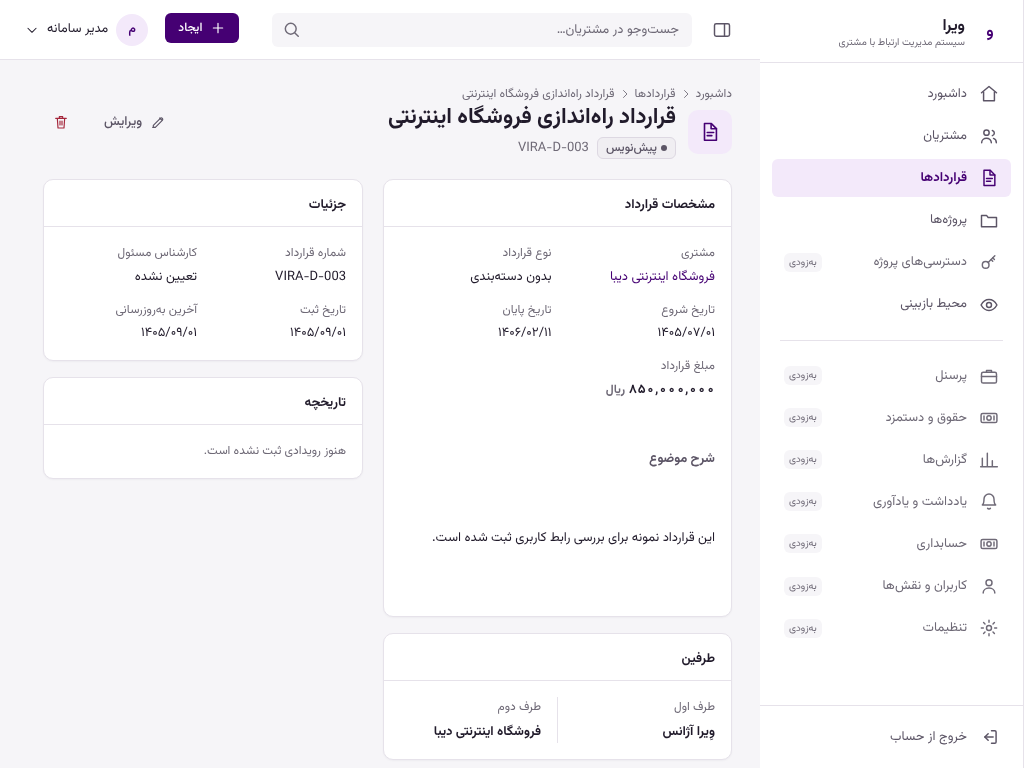 ویرا
سیستم مدیریت ارتباط با مشتری
و
داشبورد
مشتریان
قراردادها
پروژه‌ها
دسترسی‌های پروژه
به‌زودی
محیط بازبینی
پرسنل
به‌زودی
حقوق و دستمزد
به‌زودی
گزارش‌ها
به‌زودی
یادداشت و یادآوری
به‌زودی
حسابداری
به‌زودی
کاربران و نقش‌ها
به‌زودی
تنظیمات
به‌زودی
خروج از حساب
جست‌وجو در مشتریان...
ایجاد
م
مدیر سامانه
داشبورد
قراردادها
قرارداد راه‌اندازی فروشگاه اینترنتی
قرارداد راه‌اندازی فروشگاه اینترنتی
پیش‌نویس
VIRA-D-003
ویرایش
مشخصات قرارداد
مشتری
نوع قرارداد
فروشگاه اینترنتی دیبا
بدون دسته‌بندی
تاریخ شروع
تاریخ پایان
۱۴۰۵/۰۷/۰۱
۱۴۰۶/۰۲/۱۱
مبلغ قرارداد
۸۵۰,۰۰۰,۰۰۰ ریال
شرح موضوع
این قرارداد نمونه برای بررسی رابط کاربری ثبت شده است.
طرفین
طرف اول
طرف دوم
ویرا آژانس
فروشگاه اینترنتی دیبا
جزئیات
شماره قرارداد
کارشناس مسئول
VIRA-D-003
تعیین نشده
تاریخ ثبت
آخرین به‌روزرسانی
۱۴۰۵/۰۹/۰۱
۱۴۰۵/۰۹/۰۱
تاریخچه
هنوز رویدادی ثبت نشده است.